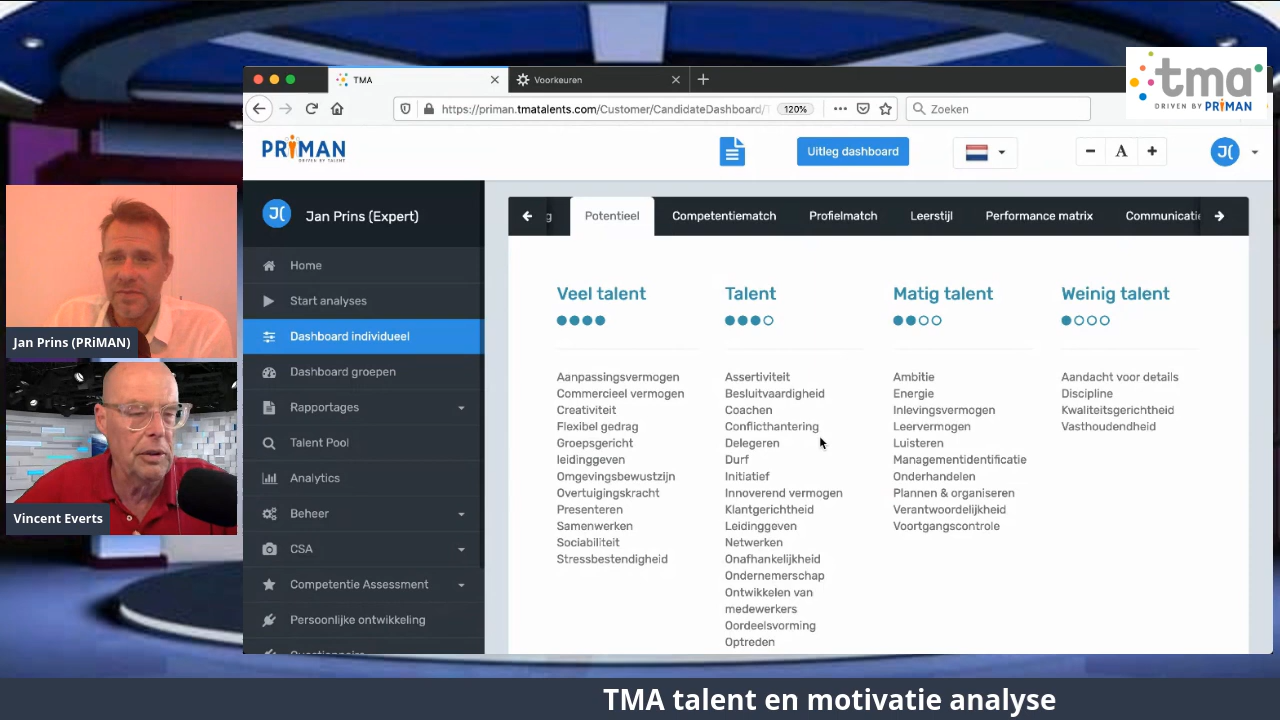 TMA
Voorkeuren
https://priman.tmatalents.com/Customer/CandidateDashboard/
120%
Zoeken
tma
DRIVEN BY PRiMAN
PRiMAN
DRIVEN BY TALENT
Uitleg dashboard
A
J(
J(
Jan Prins (Expert)
Home
Start analyses
Dashboard individueel
Dashboard groepen
Rapportages
Talent Pool
Analytics
Beheer
CSA
Competentie Assessment
Persoonlijke ontwikkeling
g
Potentieel
Competentiematch
Profielmatch
Leerstijl
Performance matrix
Communicatie
Veel talent
Aanpassingsvermogen
Commercieel vermogen
Creativiteit
Flexibel gedrag
Groepsgericht
leidinggeven
Omgevingsbewustzijn
Overtuigingskracht
Presenteren
Samenwerken
Sociabiliteit
Stressbestendigheid
Talent
Assertiviteit
Besluitvaardigheid
Coachen
Conflicthantering
Delegeren
Durf
Initiatief
Innoverend vermogen
Klantgerichtheid
Leidinggeven
Netwerken
Onafhankelijkheid
Ondernemerschap
Ontwikkelen van
medewerkers
Oordeelsvorming
Optreden
Matig talent
Ambitie
Energie
Inlevingsvermogen
Leervermogen
Luisteren
Managementidentificatie
Onderhandelen
Plannen & organiseren
Verantwoordelijkheid
Voortgangscontrole
Weinig talent
Aandacht voor details
Discipline
Kwaliteitsgerichtheid
Vasthoudendheid
Jan Prins (PRiMAN)
Vincent Everts
TMA talent en motivatie analyse